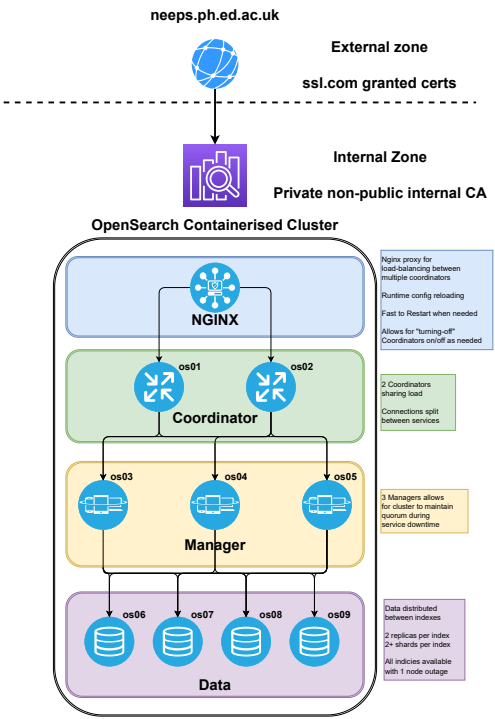 neeps.ph.ed.ac.uk
External zone
ssl.com granted certs
Internal Zone
Private non-public internal CA
OpenSearch Containerised Cluster
NGINX
Nginx proxy for
load-balancing between
multiple coordinators
Runtime config reloading
Fast to Restart when needed
Allows for "turning-off"
Coordinators on/off as needed
os01
os02
Coordinator
2 Coordinators
sharing load
Connections split
between services
os03
os04
os05
Manager
3 Managers allows
for cluster to maintain
quorum during
service downtime
os06
os07
os08
os09
Data
Data distributed
between indexes
2 replicas per index
2+ shards per index
All indicies available
with 1 node outage